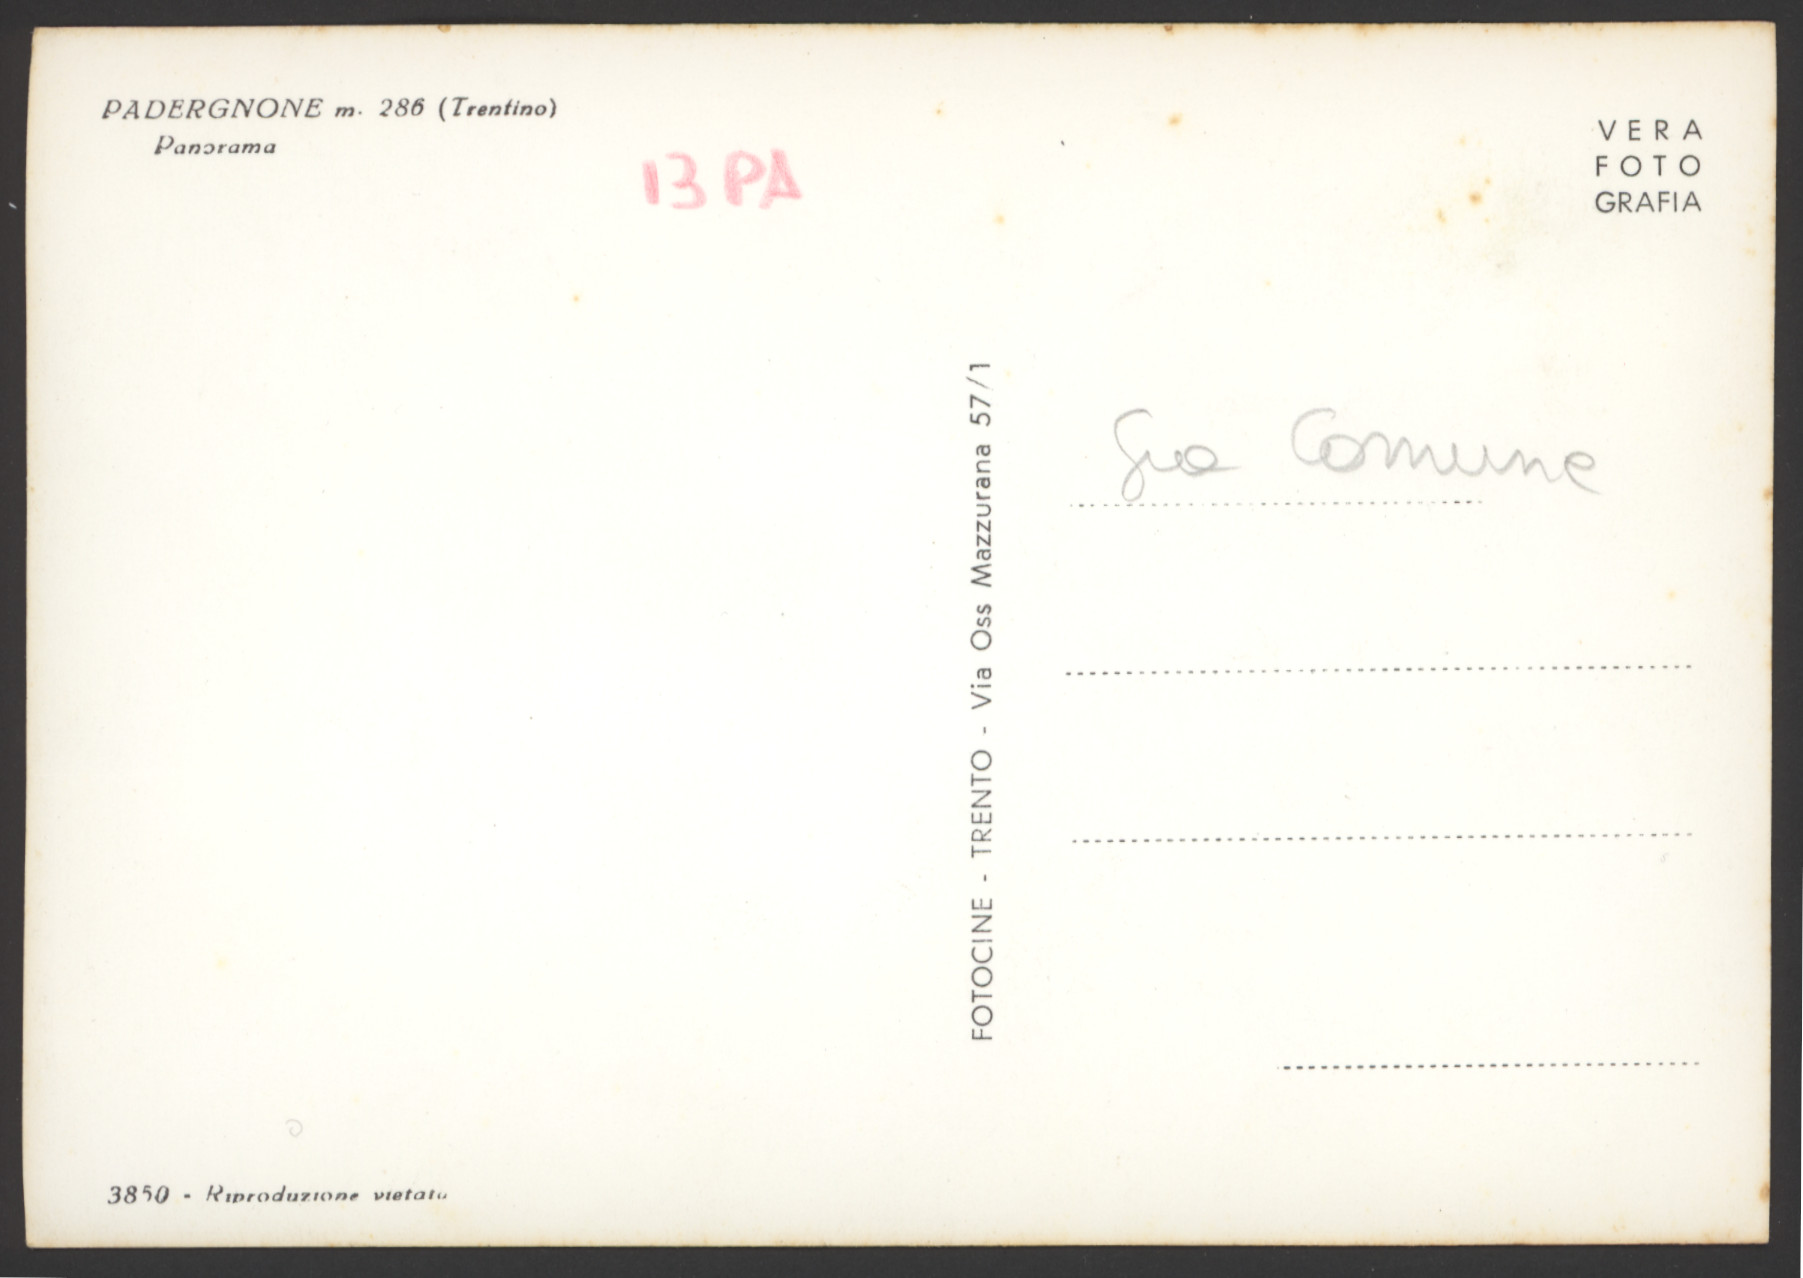 PADERGNONE m. 286 (Trentino)
Panorama
13 PA
VERA
FOTO
GRAFIA
FOTOCINE - TRENTO - Via Oss Mazzurana 57/1
Comune
3850 - Riproduzione vietata